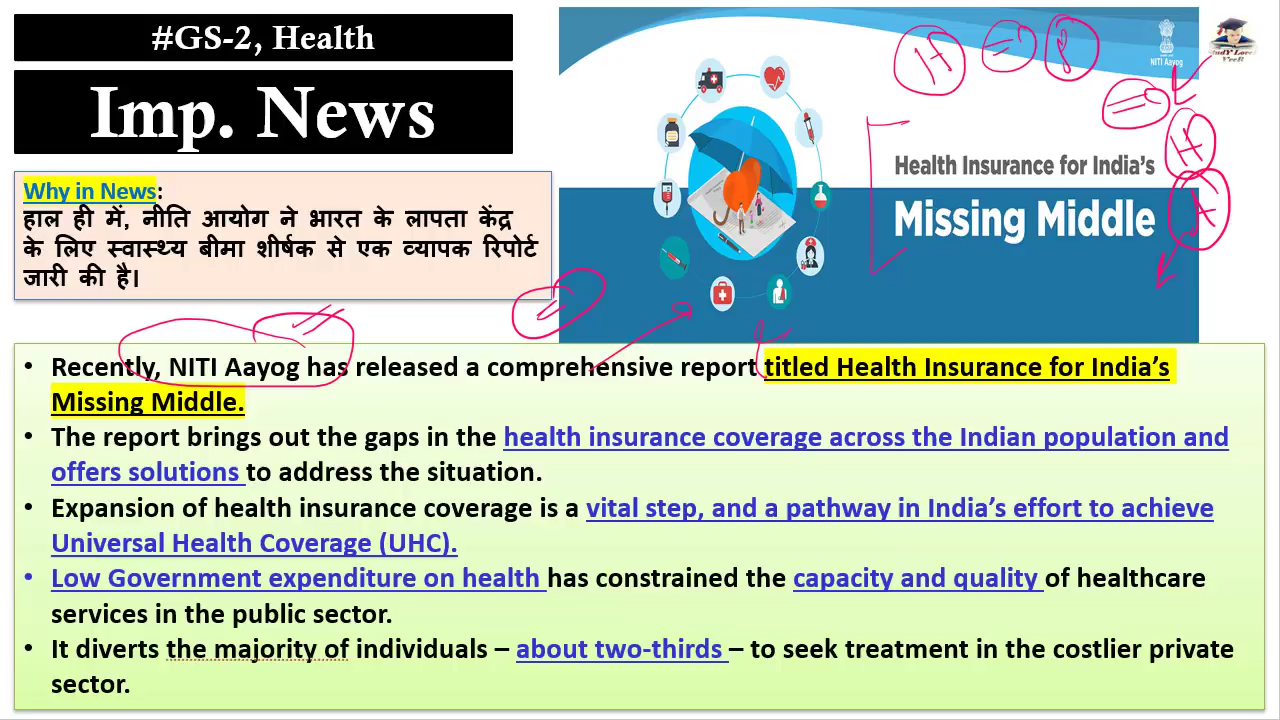 #GS-2, Health
Imp. News
Why in News:
हाल ही में, नीति आयोग ने भारत के लापता केंद्र
के लिए स्वास्थ्य बीमा शीर्षक से एक व्यापक रिपोर्ट
जारी की है।
NITI Aayog
Health Insurance for India's
Missing Middle
H
8
H
A
• Recently, NITI Aayog has released a comprehensive report titled Health Insurance for India's
Missing Middle.
• The report brings out the gaps in the health insurance coverage across the Indian population and
offers solutions to address the situation.
• Expansion of health insurance coverage is a vital step, and a pathway in India's effort to achieve
Universal Health Coverage (UHC).
• Low Government expenditure on health has constrained the capacity and quality of healthcare
services in the public sector.
• It diverts the majority of individuals – about two-thirds – to seek treatment in the costlier private
sector.